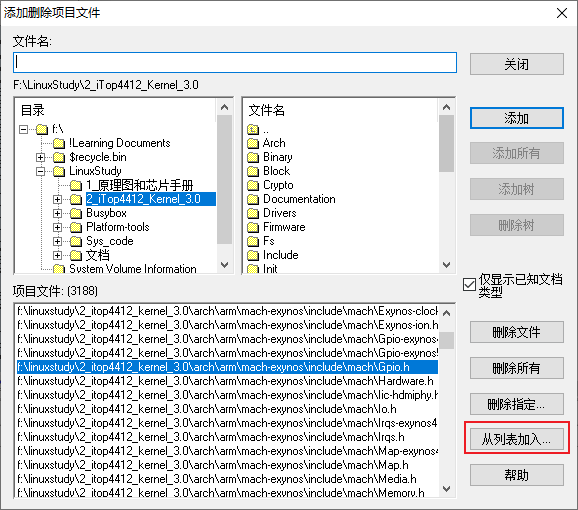 添加删除项目文件
文件名:
F:\LinuxStudy\2_iTop4412_Kernel_3.0
关闭
目录
f:\
!Learning Documents
$recycle.bin
LinuxStudy
1_原理图和芯片手册
2_iTop4412_Kernel_3.0
Busybox
Platform-tools
Sys_code
文档
System Volume Information
文件名
..
Arch
Binary
Block
Crypto
Documentation
Drivers
Firmware
Fs
Include
Init
添加
添加所有
添加树
删除树
仅显示已知文档
类型
项目文件: (3188)
f:\linuxstudy\2_itop4412_kernel_3.0\arch\arm\mach-exynos\include\mach\Exynos-clock
f:\linuxstudy\2_itop4412_kernel_3.0\arch\arm\mach-exynos\include\mach\Exynos-ion.h
f:\linuxstudy\2_itop4412_kernel_3.0\arch\arm\mach-exynos\include\mach\Gpio-exynos4
f:\linuxstudy\2_itop4412_kernel_3.0\arch\arm\mach-exynos\include\mach\Gpio-exynos5
f:\linuxstudy\2_itop4412_kernel_3.0\arch\arm\mach-exynos\include\mach\Gpio.h
f:\linuxstudy\2_itop4412_kernel_3.0\arch\arm\mach-exynos\include\mach\Hardware.h
f:\linuxstudy\2_itop4412_kernel_3.0\arch\arm\mach-exynos\include\mach\Iic-hdmiphy.h
f:\linuxstudy\2_itop4412_kernel_3.0\arch\arm\mach-exynos\include\mach\Io.h
f:\linuxstudy\2_itop4412_kernel_3.0\arch\arm\mach-exynos\include\mach\Irqs-exynos4
f:\linuxstudy\2_itop4412_kernel_3.0\arch\arm\mach-exynos\include\mach\Irqs.h
f:\linuxstudy\2_itop4412_kernel_3.0\arch\arm\mach-exynos\include\mach\Map-exynos4
f:\linuxstudy\2_itop4412_kernel_3.0\arch\arm\mach-exynos\include\mach\Map.h
f:\linuxstudy\2_itop4412_kernel_3.0\arch\arm\mach-exynos\include\mach\Media.h
f:\linuxstudy\2_itop4412_kernel_3.0\arch\arm\mach-exynos\include\mach\Memory.h
删除文件
删除所有
删除指定...
从列表加入...
帮助